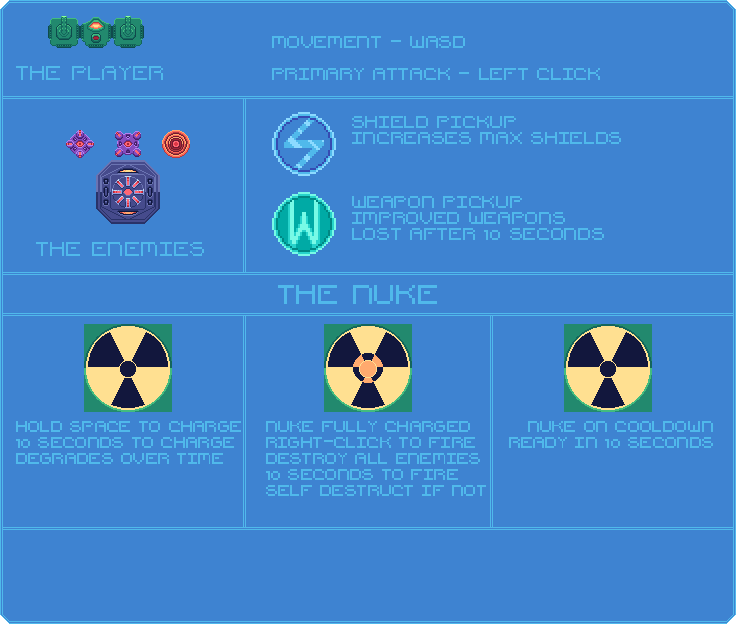 MOVEMENT - WASD
THE PLAYER
PRIMARY ATTACK - LEFT CLICK
SHIELD PICKUP
INCREASES MAX SHIELDS
W
WEAPON PICKUP
IMPROVED WEAPONS
LOST AFTER 10 SECONDS
THE ENEMIES
THE NUKE
HOLD SPACE TO CHARGE
10 SECONDS TO CHARGE
DEGRADES OVER TIME
NUKE FULLY CHARGED
RIGHT-CLICK TO FIRE
DESTROY ALL ENEMIES
10 SECONDS TO FIRE
SELF DESTRUCT IF NOT
NUKE ON COOLDOWN
READY IN 10 SECONDS